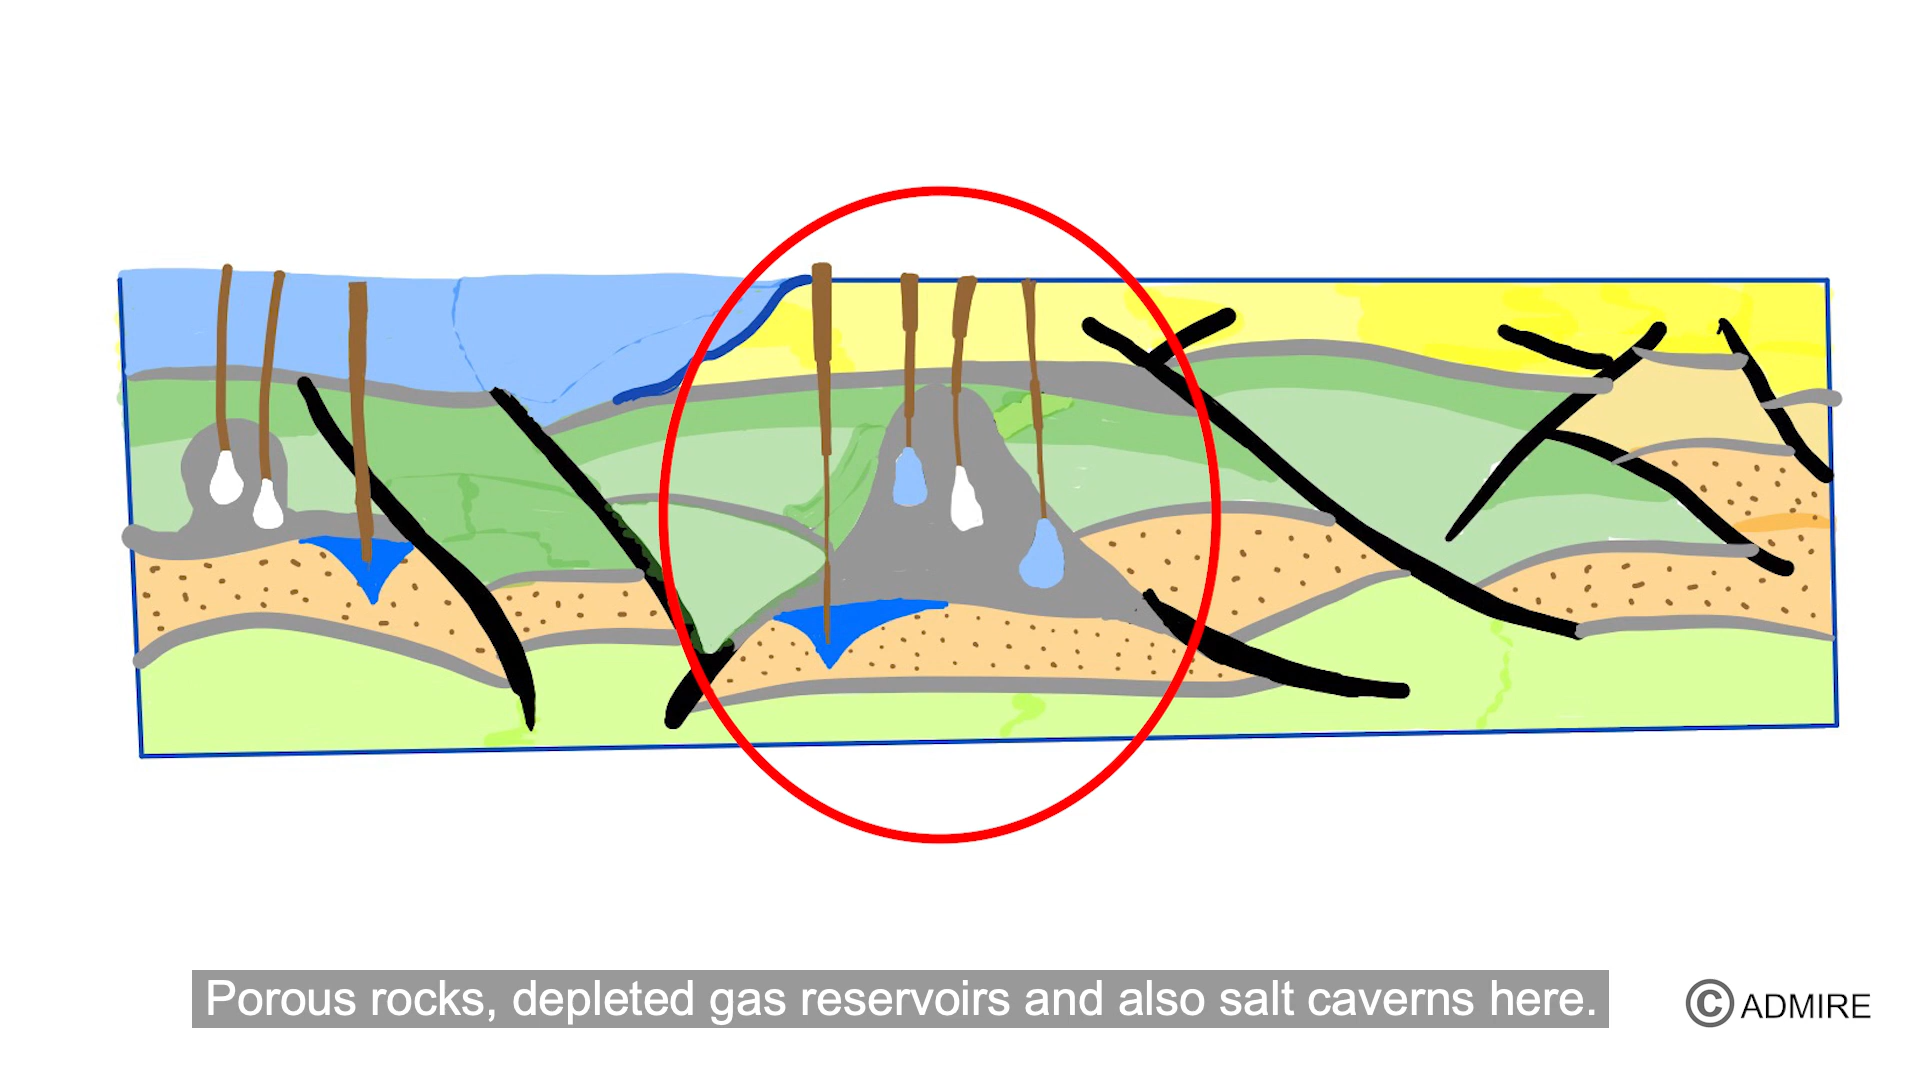 Porous rocks, depleted gas reservoirs and also salt caverns here.
© ADMIRE